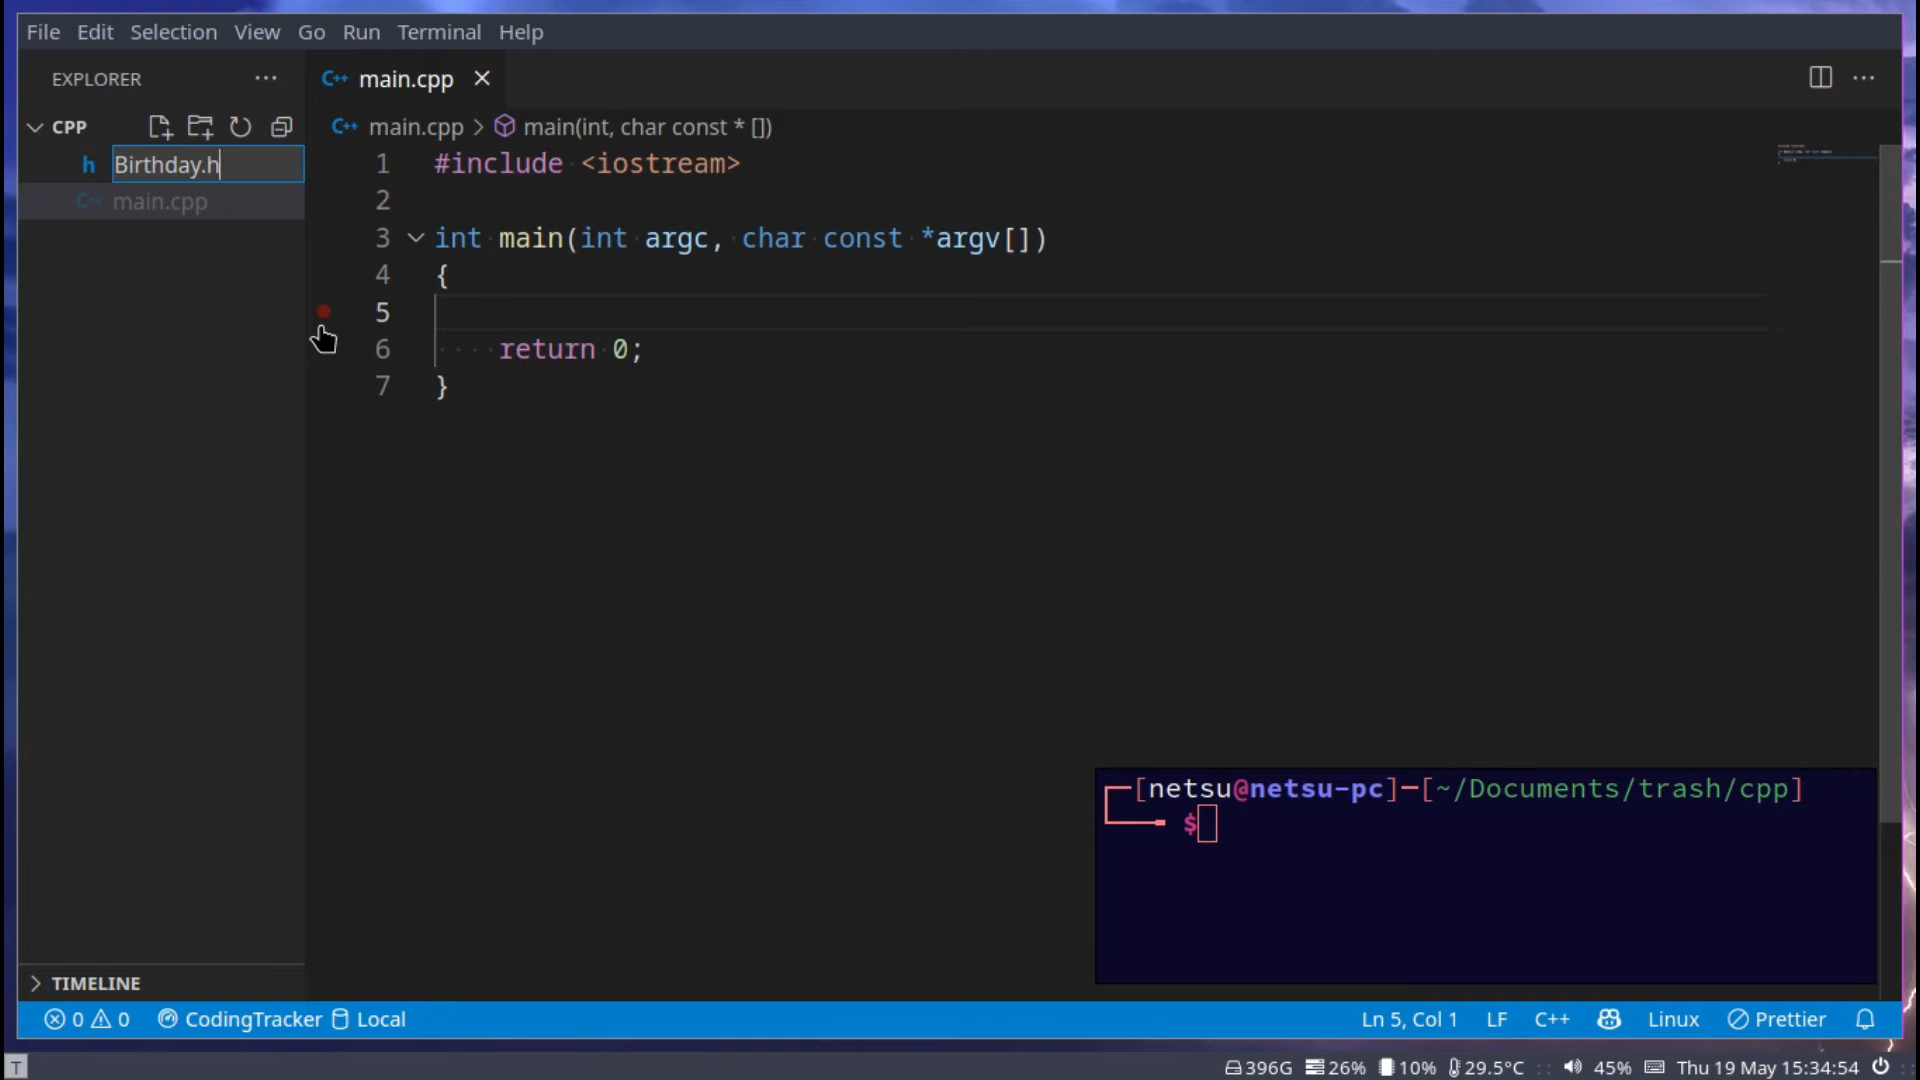 File Edit Selection View Go Run Terminal Help
EXPLORER ···
C++ main.cpp ×
CPP
C++ main.cpp > main(int, char const * [])
h Birthday.h
C++ main.cpp
1 #include <iostream>
2
3 int main(int argc, char const *argv[])
4 {
5
6 return 0;
7 }
[netsu@netsu-pc]-[~/Documents/trash/cpp]
$
TIMELINE
0 0 CodingTracker Local
Ln 5, Col 1 LF C++ Linux Prettier
T
396G 26% 10% 29.5°C :: 45% Thu 19 May 15:34:54